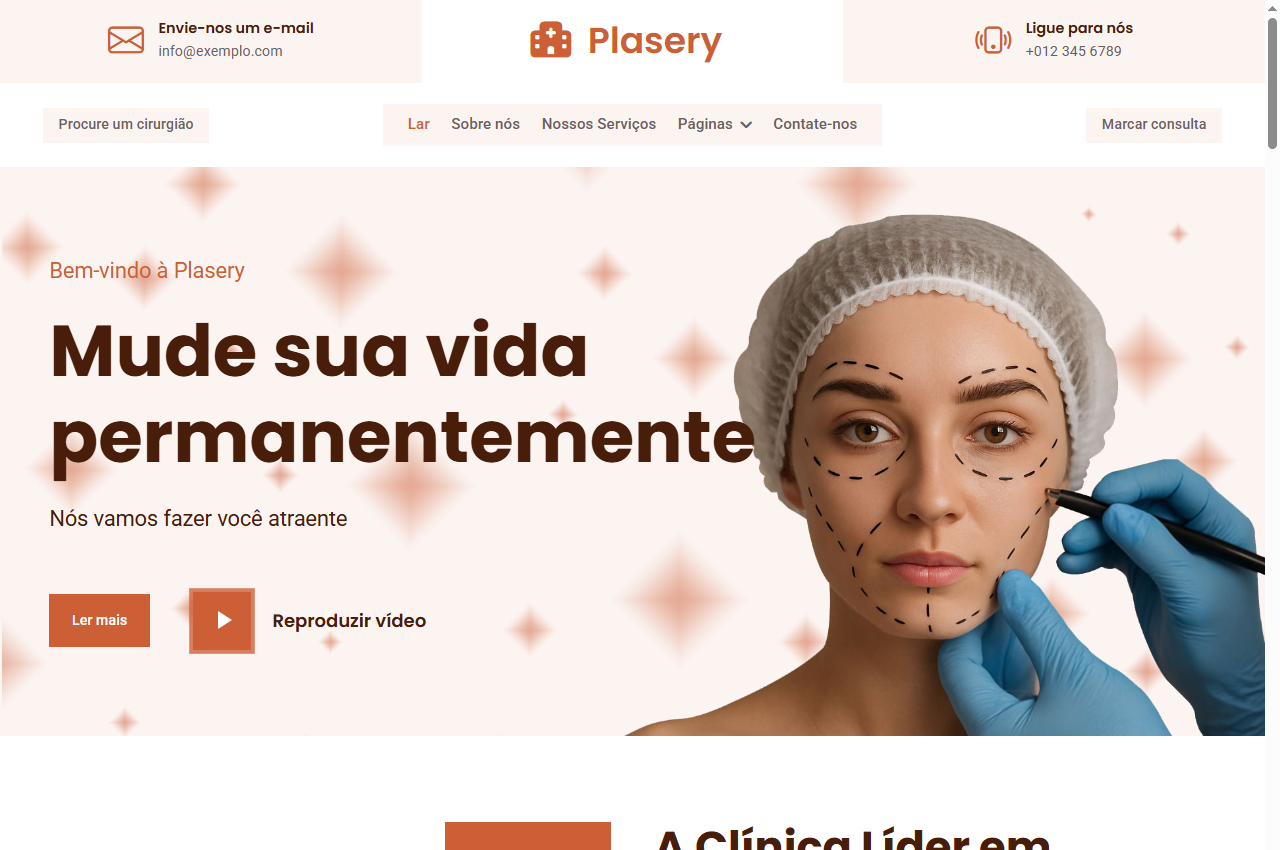 Envie-nos um e-mail
info@exemplo.com
Plasery
Ligue para nós
+012 345 6789
Procure um cirurgião
Lar
Sobre nós
Nossos Serviços
Páginas
Contate-nos
Marcar consulta
Bem-vindo à Plasery
Mude sua vida
permanentemente
Nós vamos fazer você atraente
Ler mais
Reproduzir vídeo
A Clínica Líder em